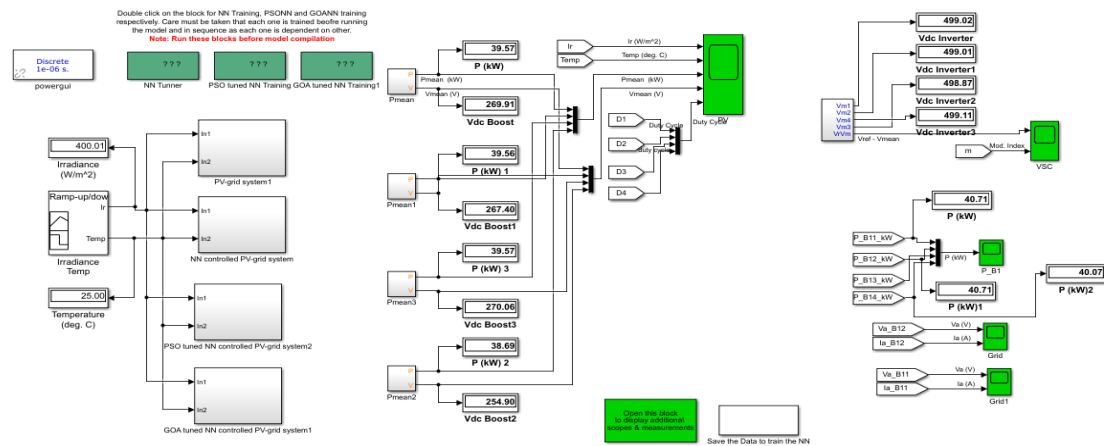 Double click on the block for NN Training, PSONN and GOANN training
respectively. Care must be taken that each one is trained beofre running
the model and in sequence as each one is dependent on other.
Note: Run these blocks before model compilation
Discrete
1e-06 s.
powergui
? ? ?
NN Tunner
? ? ?
PSO tuned NN Training
? ? ?
GOA tuned NN Training1
400.01
Irradiance
(W/m^2)
Ramp-up/dow
Ir
Temp
Irradiance
Temp
25.00
Temperature
(deg. C)
In1
In2
PV-grid system1
In1
In2
NN controlled PV-grid system
In1
In2
PSO tuned NN controlled PV-grid system2
In1
In2
GOA tuned NN controlled PV-grid system1
39.57
P (kW)
P
V
Pmean
Pmean (kW)
Vmean (V)
269.91
Vdc Boost
39.56
P (kW) 1
P
V
Pmean1
267.40
Vdc Boost1
39.57
P (kW) 3
P
V
Pmean3
270.06
Vdc Boost3
38.69
P (kW) 2
P
V
Pmean2
254.90
Vdc Boost2
Ir
Temp
Ir (W/m^2)
Temp (deg. C)
Pmean (kW)
Vmean (V)
Duty Cycle
PV
D1
D2
D3
D4
Duty Cycle
Duty cycle
Open this block
to display additional
scopes & measurements
Save the Data to train the NN
499.02
Vdc Inverter
499.01
Vdc Inverter1
498.87
Vdc Inverter2
499.11
Vdc Inverter3
Vm1
Vm2
Vm4
Vm3
VrVm
Vref - Vmean
m
Mod. Index
VSC
40.71
P (kW)
P_B11_kW
P_B12_kW
P_B13_kW
P_B14_kW
P (kW)
P_B1
40.71
P (kW)1
40.07
P (kW)2
Va_B12
Ia_B12
Va (V)
Ia (A)
Grid
Va_B11
Ia_B11
Va (V)
Ia (A)
Grid1